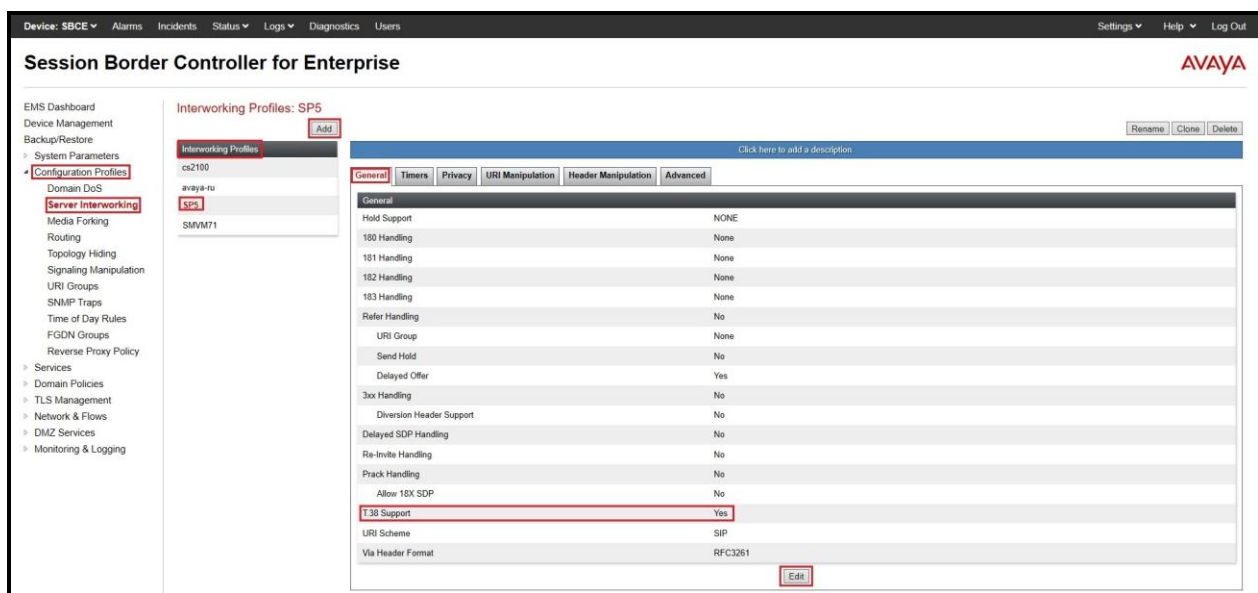 Device: SBCE Alarms Incidents Status Logs Diagnostics Users Settings Help Log Out
Session Border Controller for Enterprise
AVAYA
EMS Dashboard
Device Management
Backup/Restore
System Parameters
Configuration Profiles
Domain DoS
Server Interworking
Media Forking
Routing
Topology Hiding
Signaling Manipulation
URI Groups
SNMP Traps
Time of Day Rules
FGDN Groups
Reverse Proxy Policy
Services
Domain Policies
TLS Management
Network & Flows
DMZ Services
Monitoring & Logging
Interworking Profiles: SP5
Add
Rename Clone Delete
Interworking Profiles
cs2100
avaya-ru
SP5
SMVM71
Click here to add a description
General Timers Privacy URI Manipulation Header Manipulation Advanced
General
Hold Support NONE
180 Handling None
181 Handling None
182 Handling None
183 Handling None
Refer Handling No
URI Group None
Send Hold No
Delayed Offer Yes
3xx Handling No
Diversion Header Support No
Delayed SDP Handling No
Re-Invite Handling No
Prack Handling No
Allow 18X SDP No
T.38 Support Yes
URI Scheme SIP
Via Header Format RFC3261
Edit